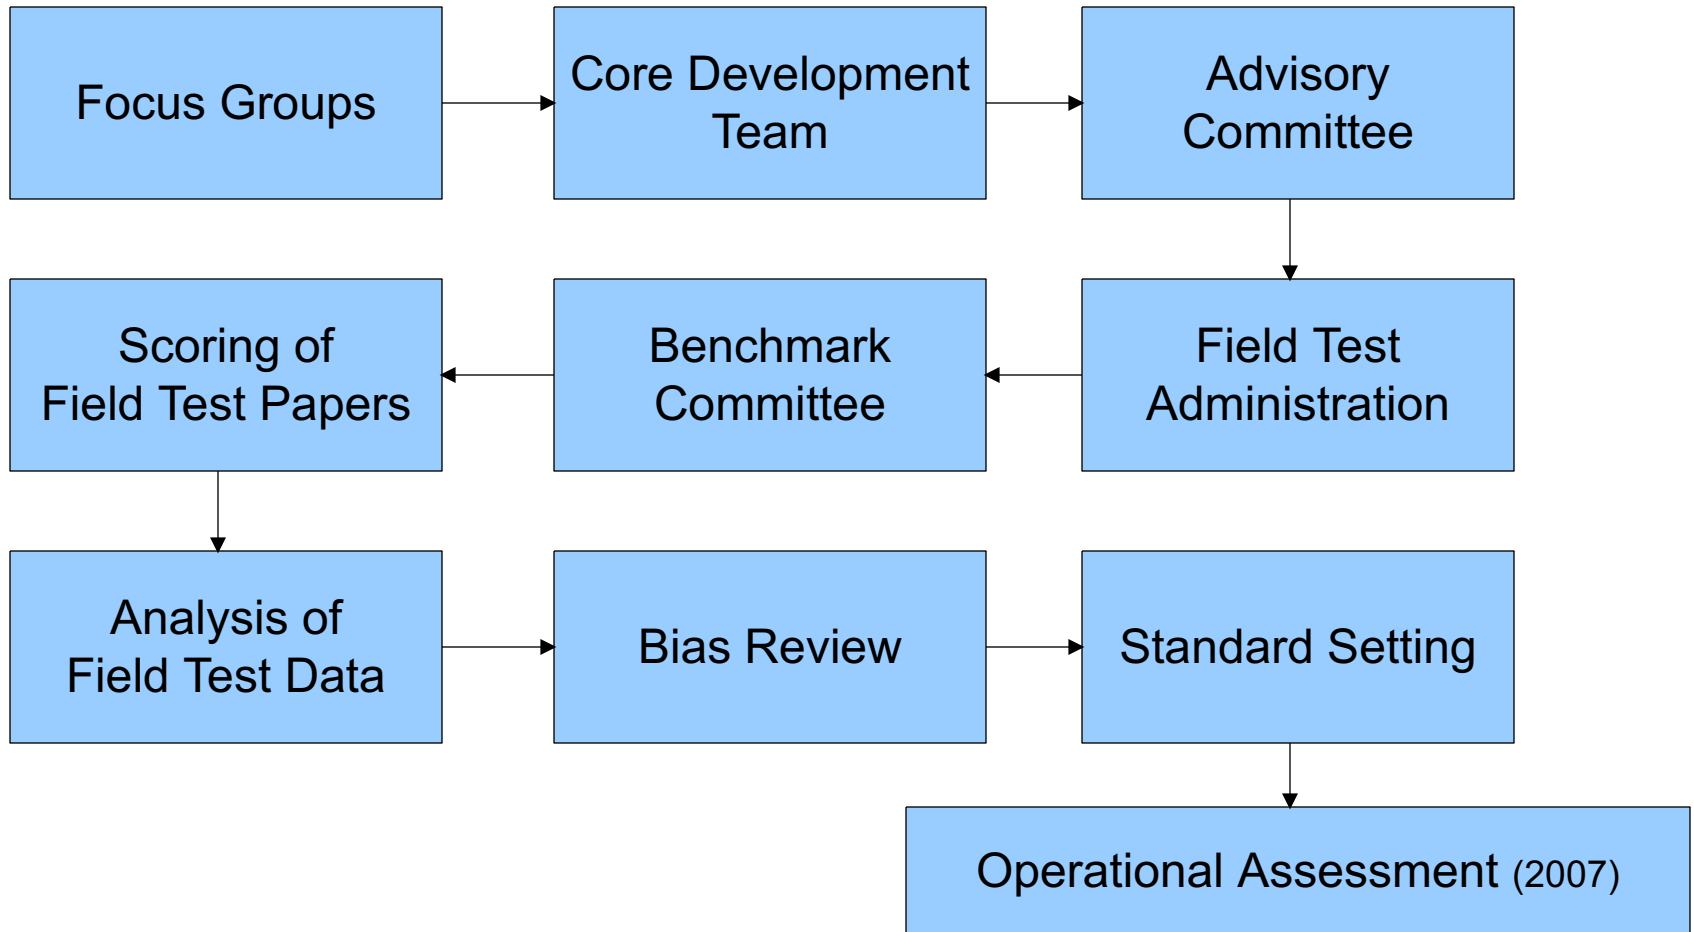 Focus Groups
Core Development
Team
Advisory
Committee
Scoring of
Field Test Papers
Benchmark
Committee
Field Test
Administration
Analysis of
Field Test Data
Bias Review
Standard Setting
Operational Assessment (2007)